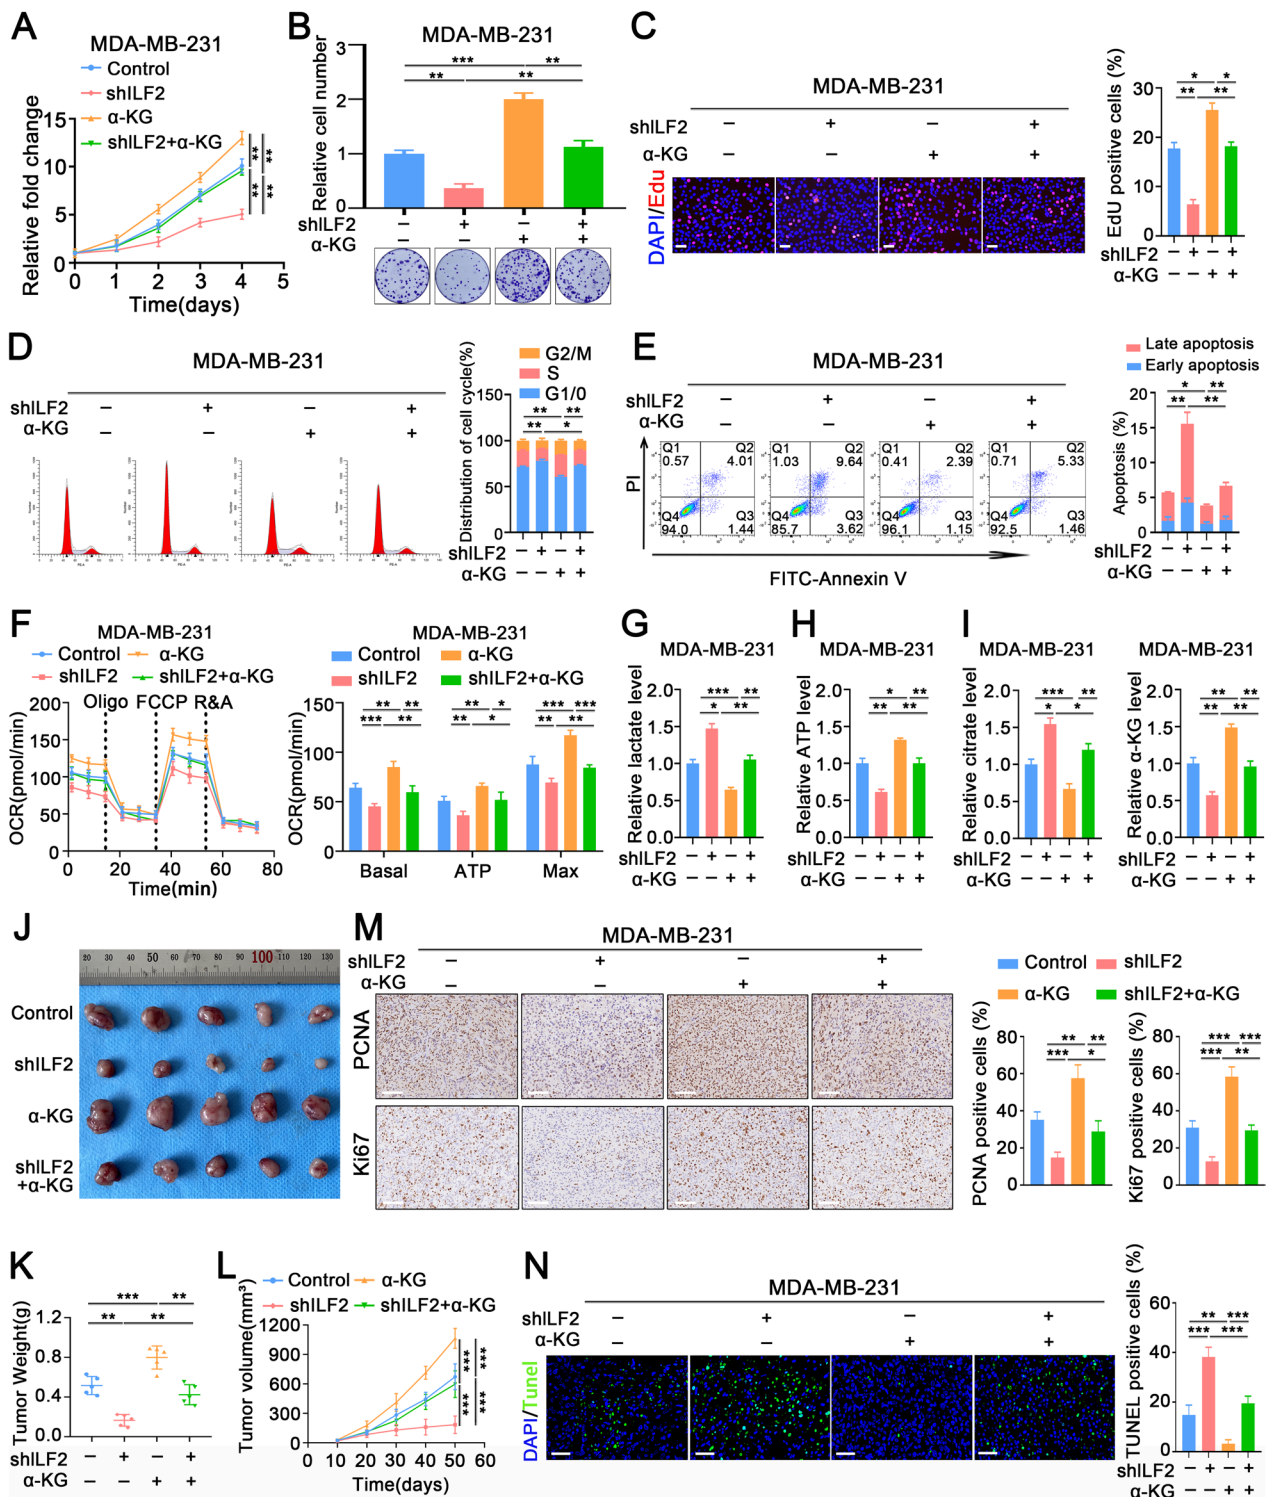 A
MDA-MB-231
Control
shILF2
α-KG
shILF2+α-KG
Relative fold change
15
10
5
0
0 1 2 3 4 5
Time(days)
** **
** **
B
MDA-MB-231
Relative cell number
3
2
1
0
*** **
** **
shILF2 – + – +
α-KG – – + +
C
MDA-MB-231
shILF2 – + – +
α-KG – – + +
DAPI/Edu
EdU positive cells (%)
30
20
10
0
* *
** **
shILF2 – + – +
α-KG – – + +
D
MDA-MB-231
shILF2 – + – +
α-KG – – + +
G2/M
S
G1/0
Distribution of cell cycle(%)
150
100
50
0
** **
** *
shILF2 – + – +
α-KG – – + +
E
MDA-MB-231
shILF2 – + – +
α-KG – – + +
PI
Q1 Q2 Q1 Q2 Q1 Q2 Q1 Q2
0.57 4.01 1.03 9.64 0.41 2.39 0.71 5.33
Q4 Q3 Q4 Q3 Q4 Q3 Q4 Q3
94.0 1.44 85.7 3.62 96.1 1.15 92.5 1.46
FITC-Annexin V
Late apoptosis
Early apoptosis
Apoptosis (%)
20
15
10
5
0
* **
** **
shILF2 – + – +
α-KG – – + +
F
MDA-MB-231
Control α-KG
shILF2 shILF2+α-KG
Oligo FCCP R&A
OCR(pmol/min)
200
150
100
50
0
0 20 40 60 80
Time(min)
MDA-MB-231
Control α-KG
shILF2 shILF2+α-KG
OCR(pmol/min)
150
100
50
0
** ** ** * *** ***
*** ** ** * ** **
Basal ATP Max
G
MDA-MB-231
Relative lactate level
2.0
1.5
1.0
0.5
0.0
*** **
* **
shILF2 – + – +
α-KG – – + +
H
MDA-MB-231
Relative ATP level
2.0
1.5
1.0
0.5
0.0
* **
** **
shILF2 – + – +
α-KG – – + +
I
MDA-MB-231
Relative citrate level
2.0
1.5
1.0
0.5
0.0
*** **
* *
shILF2 – + – +
α-KG – – + +
MDA-MB-231
Relative α-KG level
2.0
1.5
1.0
0.5
0.0
** **
** **
shILF2 – + – +
α-KG – – + +
J
20 30 40 50 60 70 80 90 100 110 120 130
Control
shILF2
α-KG
shILF2
+α-KG
M
MDA-MB-231
shILF2 – + – +
α-KG – – + +
PCNA
Ki67
Control shILF2
α-KG shILF2+α-KG
PCNA positive cells (%)
80
60
40
20
0
** **
*** *
Ki67 positive cells (%)
80
60
40
20
0
*** ***
*** **
K
Tumor Weight(g)
1.2
0.8
0.4
0.0
*** **
** **
shILF2 – + – +
α-KG – – + +
L
Control α-KG
shILF2 shILF2+α-KG
Tumor volume(mm³)
1200
900
600
300
0
0 10 20 30 40 50 60
Time(days)
*** ***
*** ***
N
MDA-MB-231
shILF2 – + – +
α-KG – – + +
DAPI/Tunel
TUNEL positive cells (%)
60
40
20
0
** ***
*** ***
shILF2 – + – +
α-KG – – + +